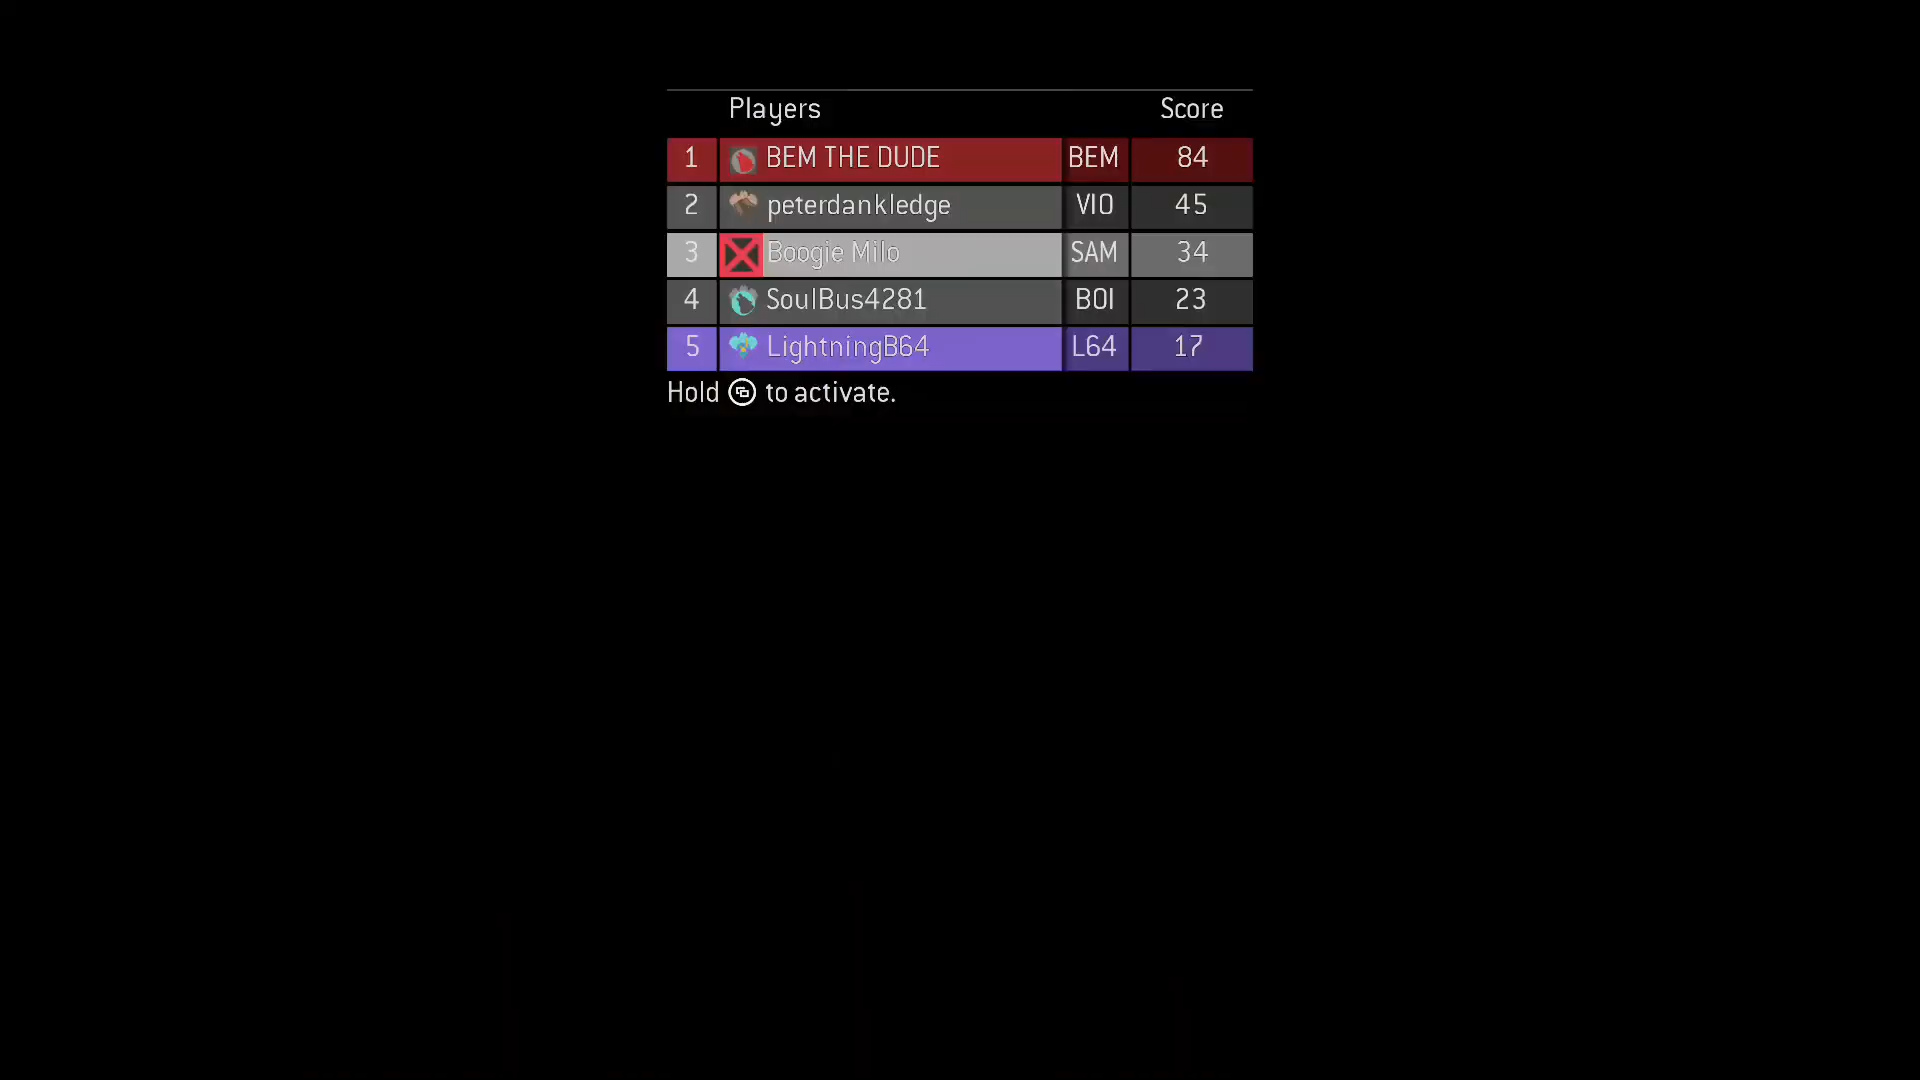 Players Score
1 BEM THE DUDE BEM 84
2 peterdankledge VIO 45
3 Boogie Milo SAM 34
4 SoulBus4281 BOI 23
5 LightningB64 L64 17
Hold to activate.